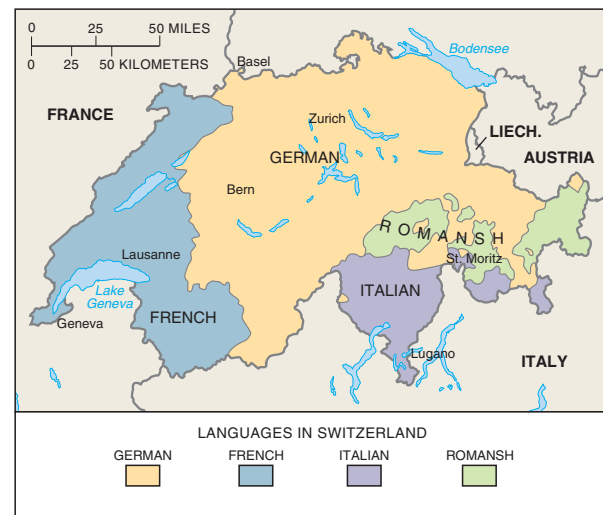 0 25 50 MILES
0 25 50 KILOMETERS
Bodensee
Basel
FRANCE
Zurich
LIECH.
GERMAN
AUSTRIA
Bern
ROMANSH
Lausanne
St. Moritz
Lake
Geneva
ITALIAN
Geneva
FRENCH
Lugano
ITALY
LANGUAGES IN SWITZERLAND
GERMAN FRENCH ITALIAN ROMANSH